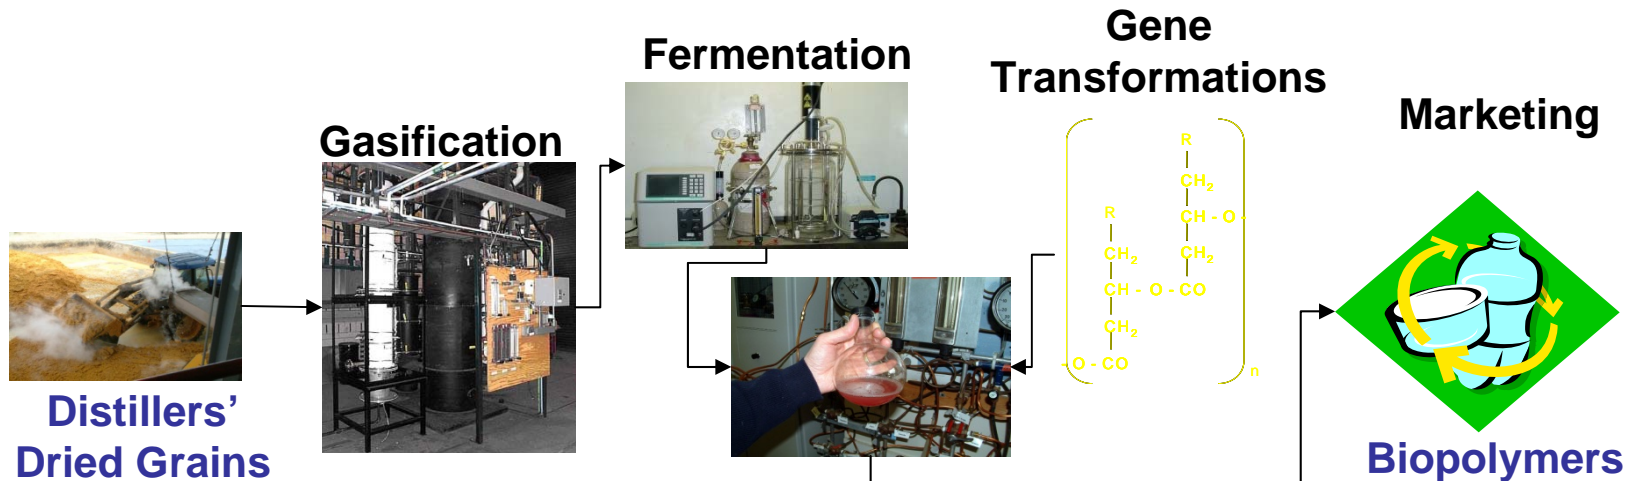 Distillers'
Dried Grains
Gasification
Fermentation
Gene
Transformations
R
CH2
R
CH - O -
CH2
CH2
CH - O - CO
CH2
- O - CO
n
Marketing
Biopolymers